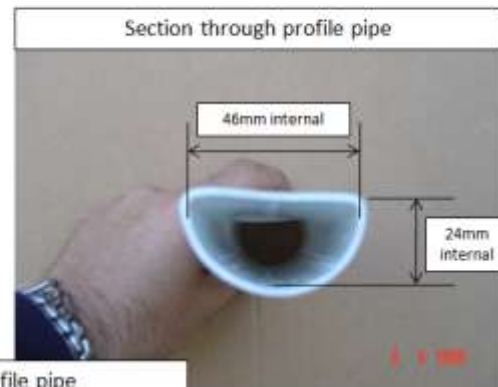 Section through profile pipe
46mm internal
24mm
internal
file pipe